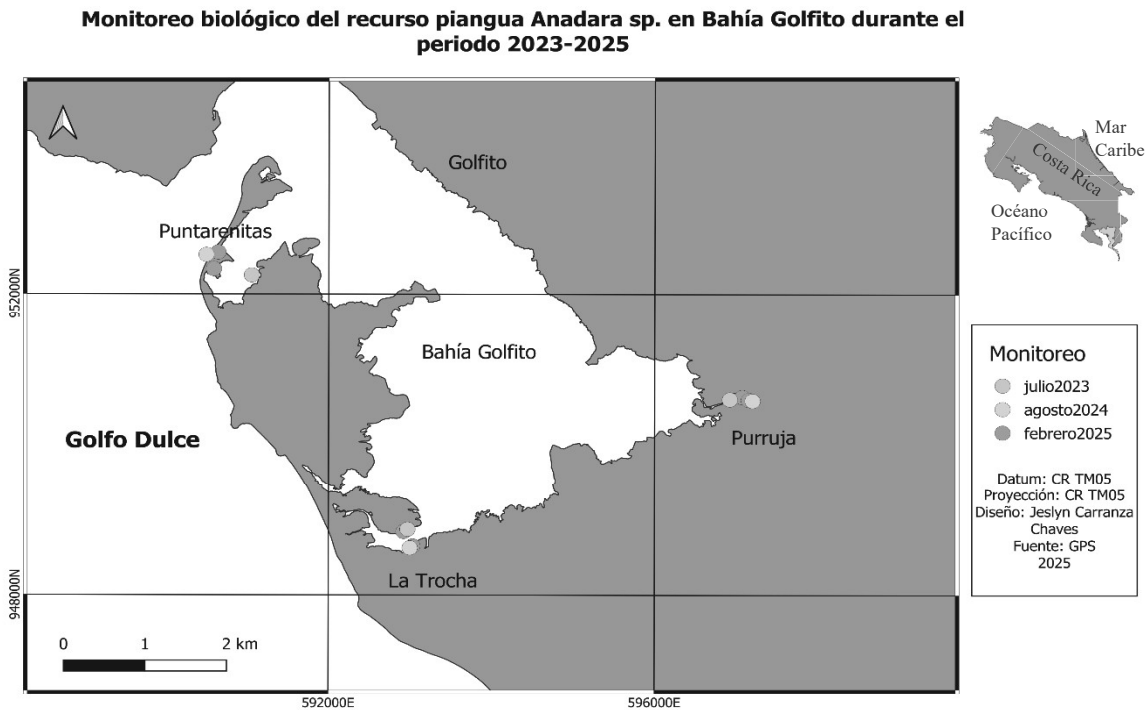 Monitoreo biológico del recurso piangua Anadara sp. en Bahía Golfito durante el
periodo 2023-2025
Golfito
Puntarenitas
952000N
Bahía Golfito
Golfo Dulce
Purruja
La Trocha
948000N
0 1 2 km
592000E 596000E
Mar
Caribe
Costa Rica
Océano
Pacífico
Monitoreo
julio2023
agosto2024
febrero2025
Datum: CR TM05
Proyección: CR TM05
Diseño: Jeslyn Carranza
Chaves
Fuente: GPS
2025